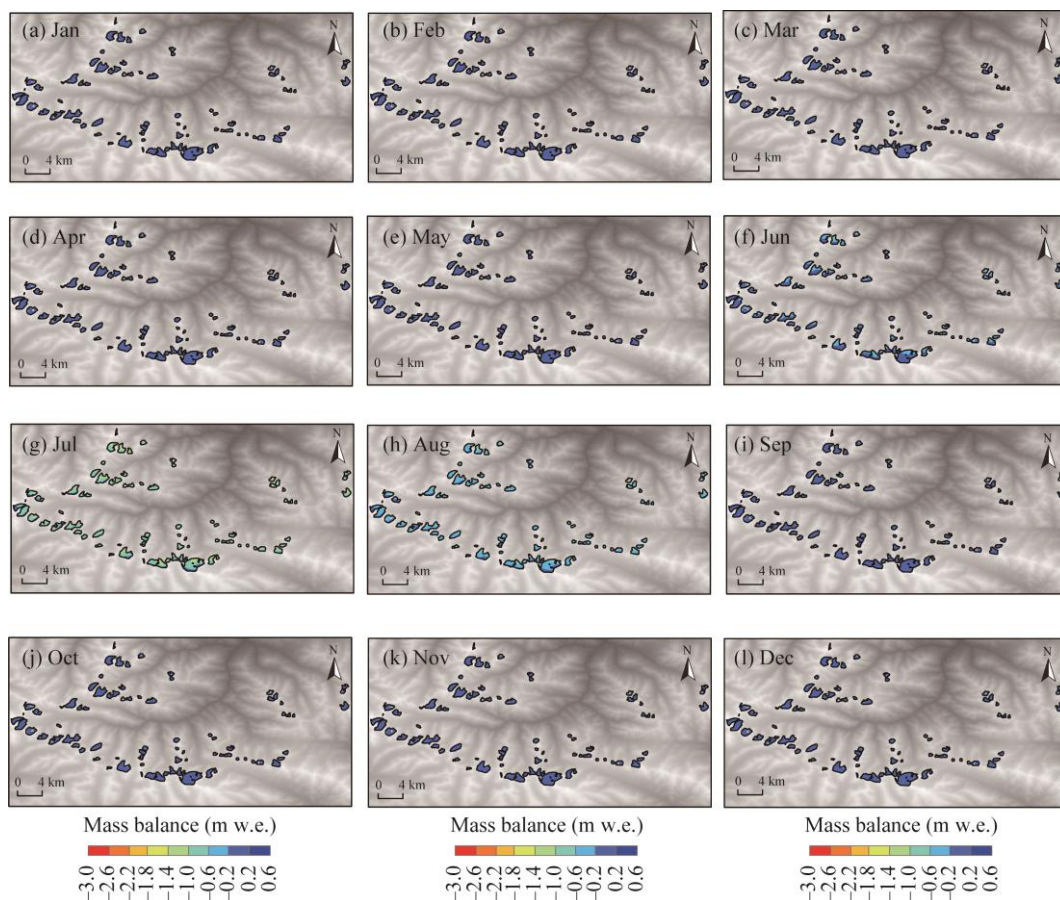 (a) Jan
N
0 4 km
(b) Feb
N
0 4 km
(c) Mar
N
0 4 km
(d) Apr
N
0 4 km
(e) May
N
0 4 km
(f) Jun
N
0 4 km
(g) Jul
N
0 4 km
(h) Aug
N
0 4 km
(i) Sep
N
0 4 km
(j) Oct
N
0 4 km
(k) Nov
N
0 4 km
(l) Dec
N
0 4 km
Mass balance (m w.e.)
−3.0 −2.6 −2.2 −1.8 −1.4 −1.0 −0.6 −0.2 0.2 0.6
Mass balance (m w.e.)
−3.0 −2.6 −2.2 −1.8 −1.4 −1.0 −0.6 −0.2 0.2 0.6
Mass balance (m w.e.)
−3.0 −2.6 −2.2 −1.8 −1.4 −1.0 −0.6 −0.2 0.2 0.6